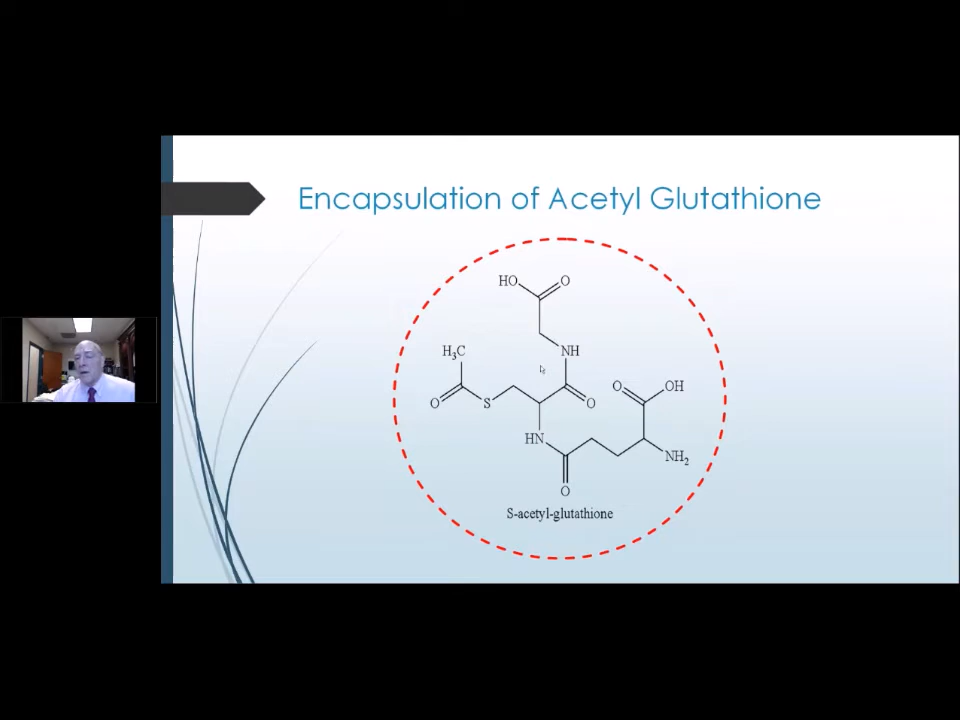 Encapsulation of Acetyl Glutathione
HO
O
H₃C
NH
O
S
O
O
OH
HN
NH₂
O
S-acetyl-glutathione